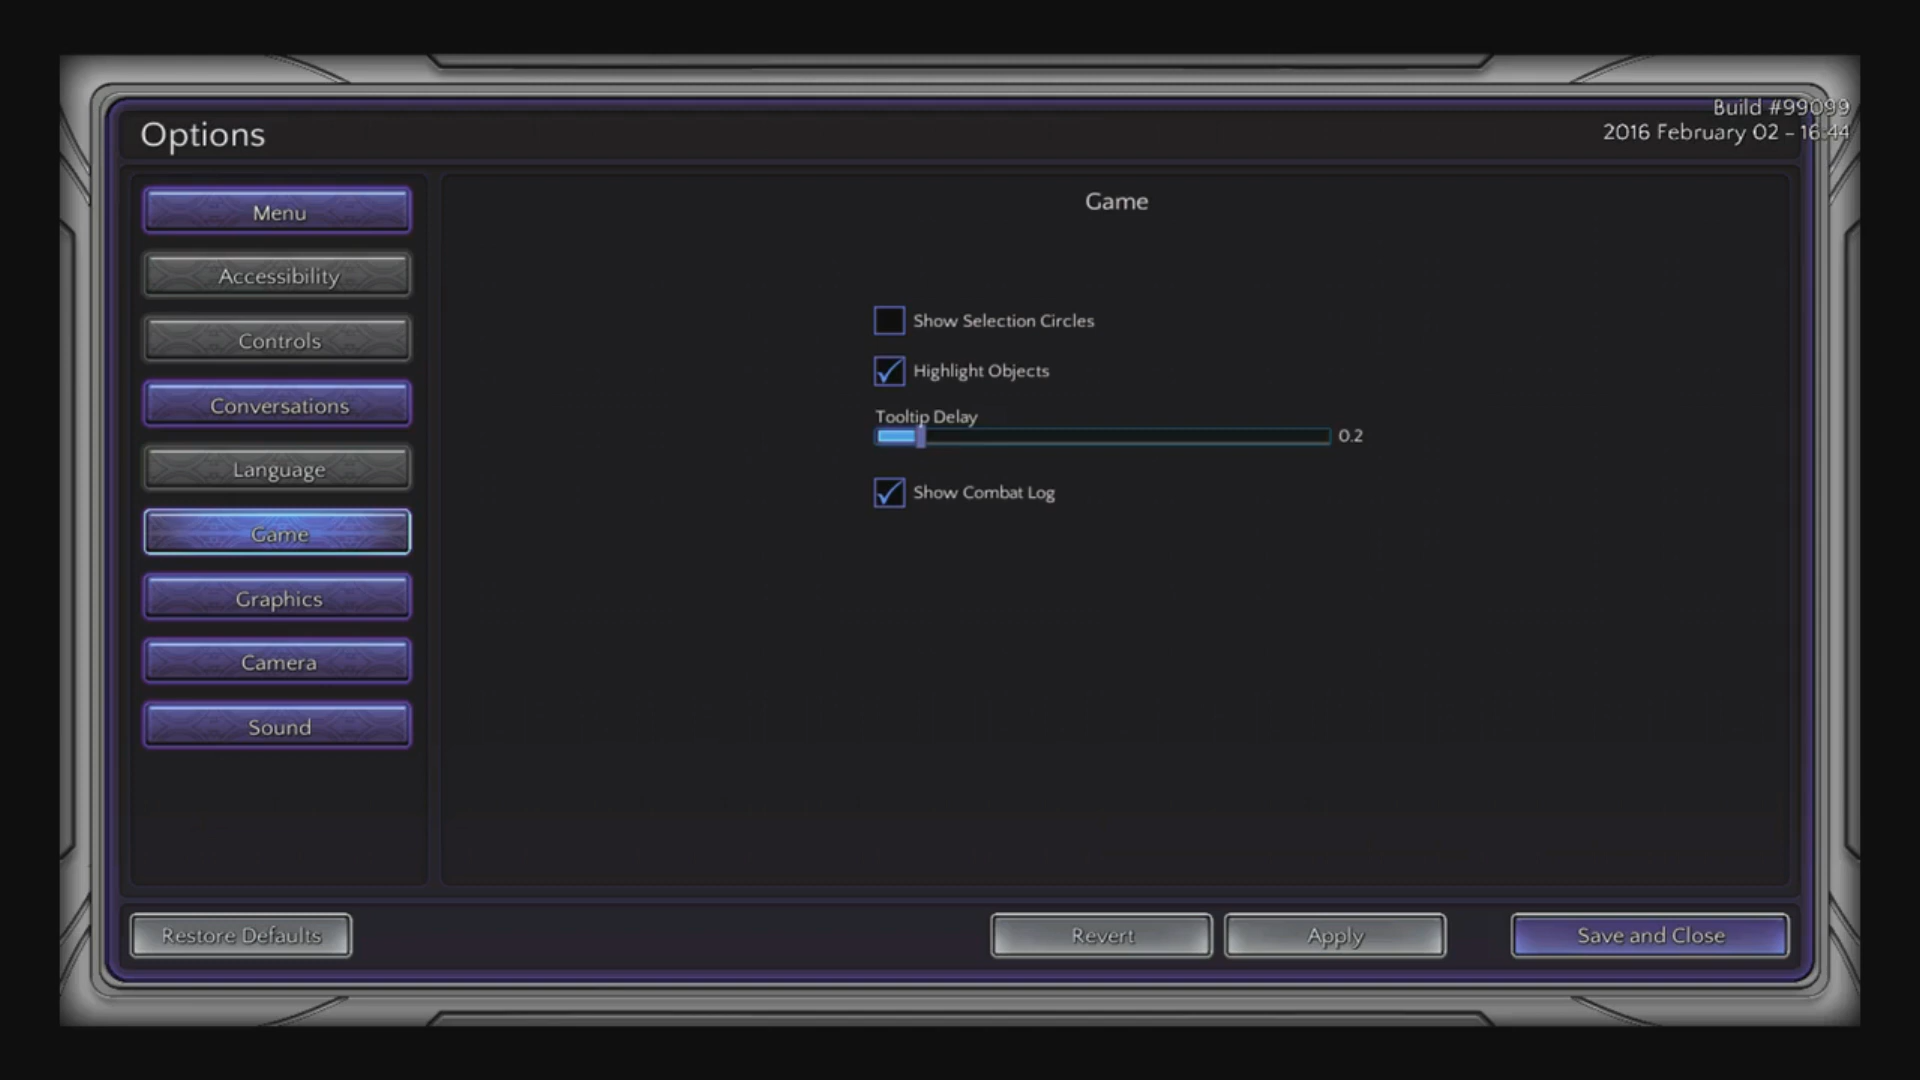 Build #99099
Options
2016 February 02 - 16:44
Menu
Accessibility
Controls
Conversations
Language
Game
Graphics
Camera
Sound
Game
Show Selection Circles
Highlight Objects
Tooltip Delay
0.2
Show Combat Log
Restore Defaults
Revert
Apply
Save and Close